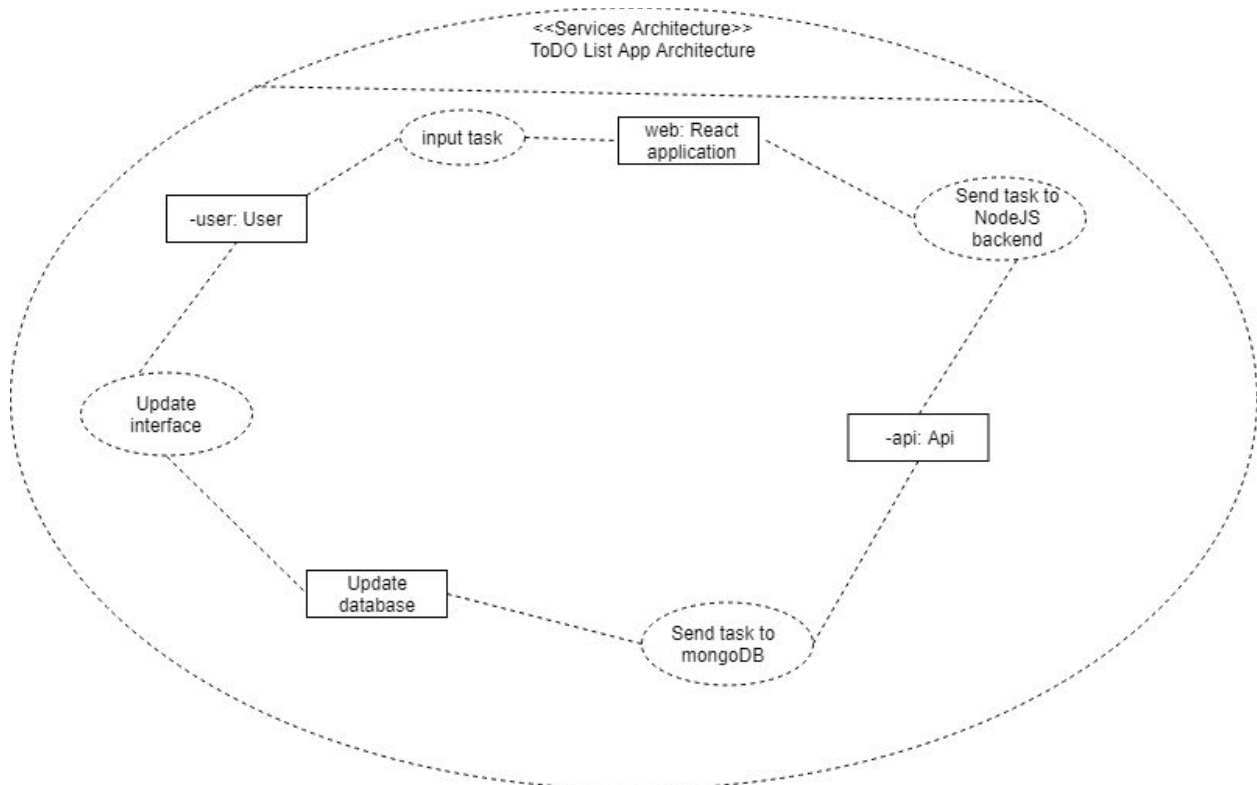 <<Services Architecture>>
ToDO List App Architecture
input task
web: React
application
Send task to
NodeJS
backend
-user: User
Update
interface
-api: Api
Update
database
Send task to
mongoDB